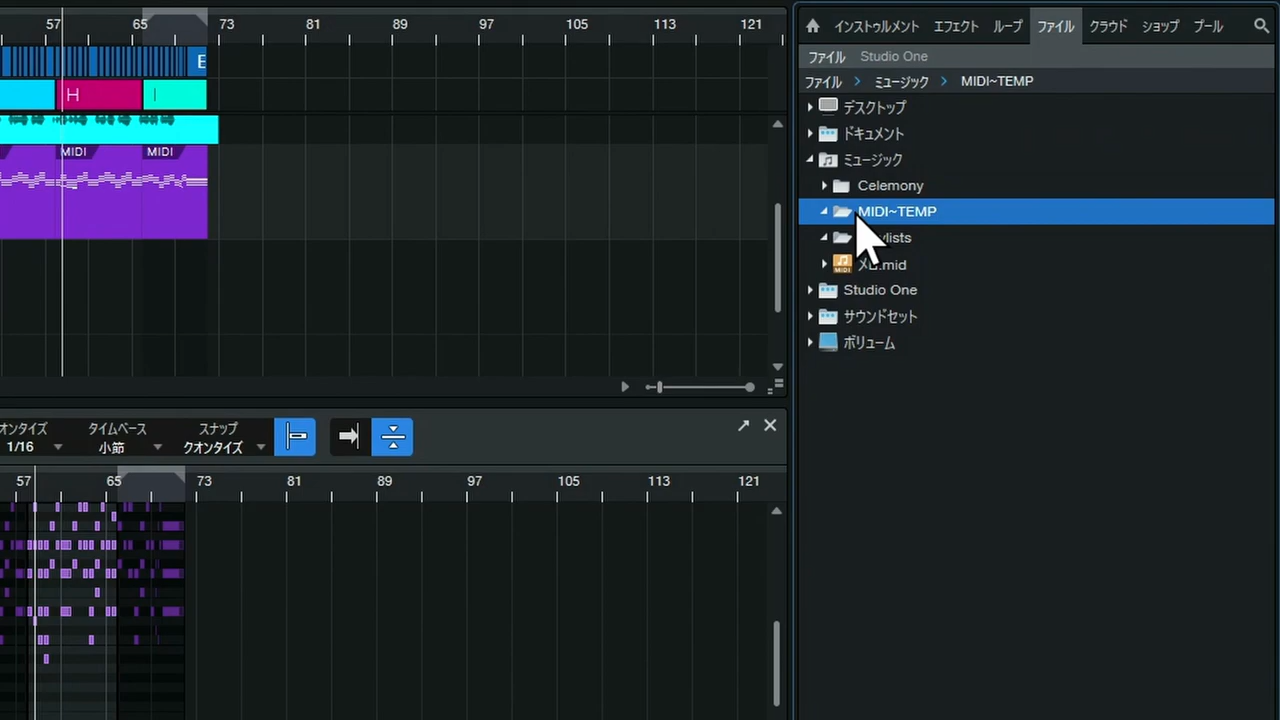 57 65 73 81 89 97 105 113 121
E
H I
MIDI MIDI
インストゥルメント エフェクト ループ ファイル クラウド ショップ プール
ファイル Studio One
ファイル > ミュージック > MIDI~TEMP
デスクトップ
ドキュメント
ミュージック
Celemony
MIDI~TEMP
メロ.mid
Studio One
サウンドセット
ボリューム
オンタイズ タイムベース スナップ
1/16 小節 クオンタイズ
57 65 73 81 89 97 105 113 121